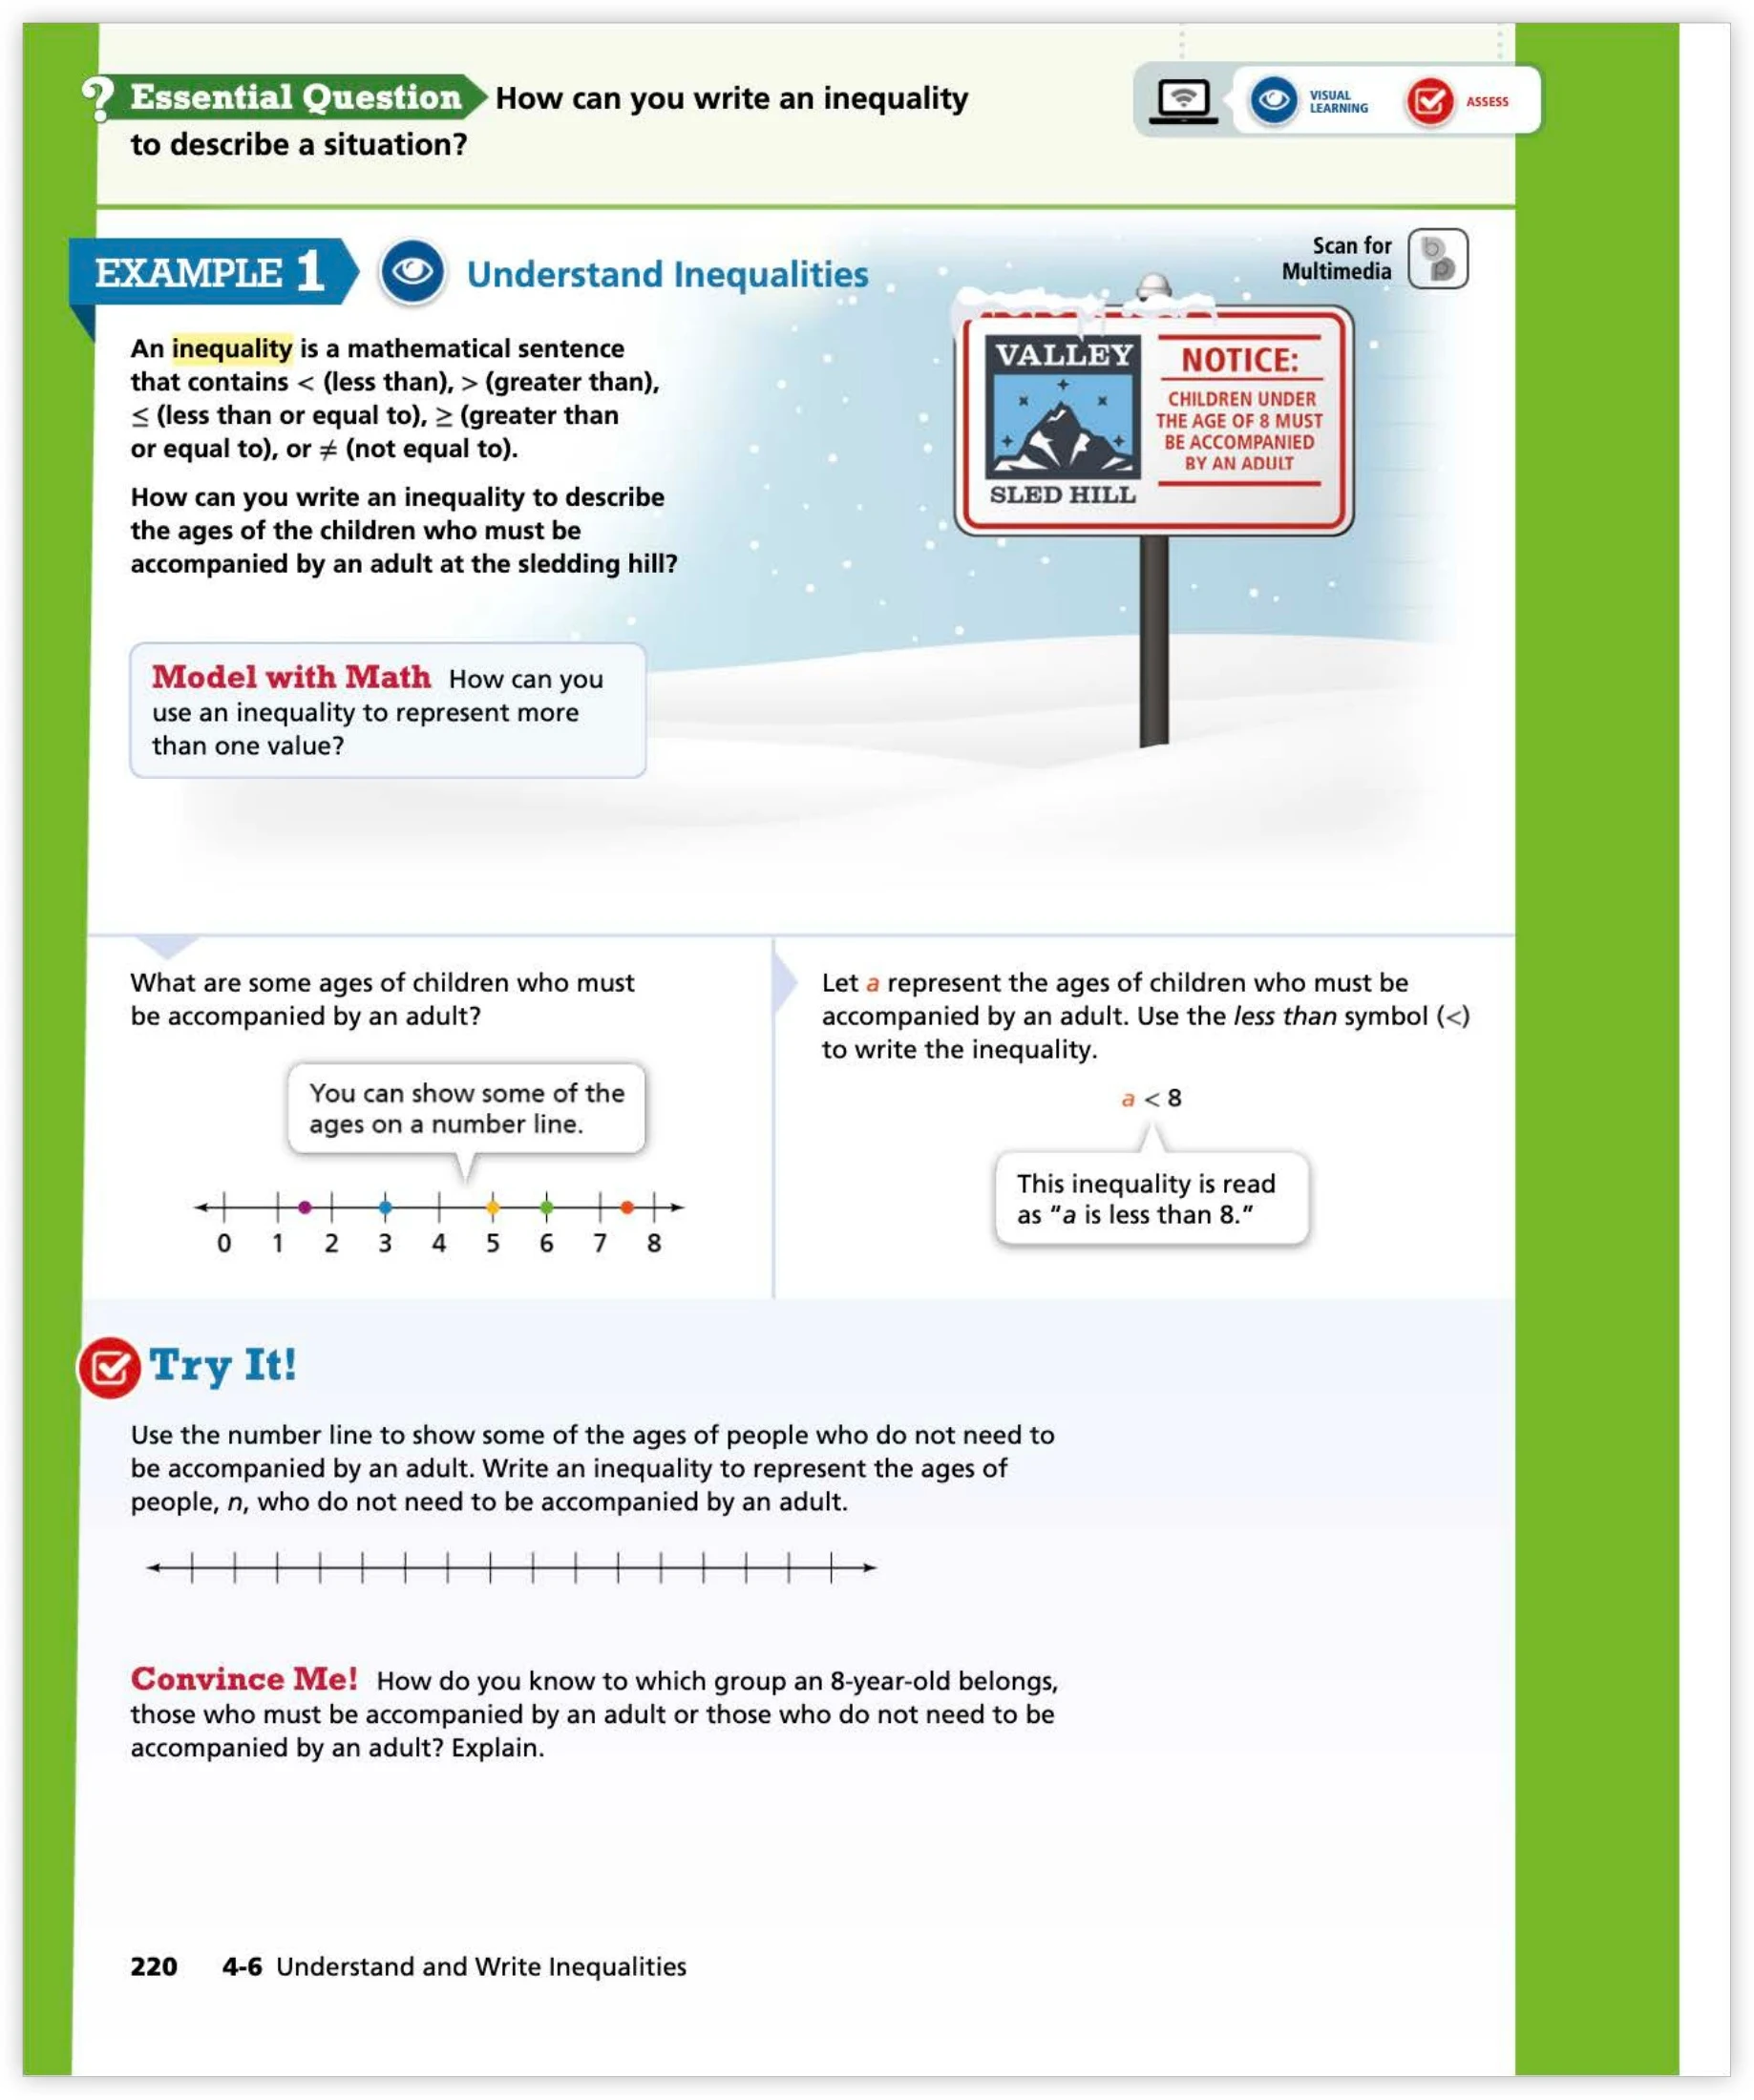 ? Essential Question How can you write an inequality
to describe a situation?
VISUAL
LEARNING
ASSESS
EXAMPLE 1 Understand Inequalities
Scan for
Multimedia
An inequality is a mathematical sentence
that contains < (less than), > (greater than),
≤ (less than or equal to), ≥ (greater than
or equal to), or ≠ (not equal to).
How can you write an inequality to describe
the ages of the children who must be
accompanied by an adult at the sledding hill?
VALLEY
SLED HILL
NOTICE:
CHILDREN UNDER
THE AGE OF 8 MUST
BE ACCOMPANIED
BY AN ADULT
Model with Math How can you
use an inequality to represent more
than one value?
What are some ages of children who must
be accompanied by an adult?
You can show some of the
ages on a number line.
0 1 2 3 4 5 6 7 8
Let a represent the ages of children who must be
accompanied by an adult. Use the less than symbol (<)
to write the inequality.
a < 8
This inequality is read
as "a is less than 8."
Try It!
Use the number line to show some of the ages of people who do not need to
be accompanied by an adult. Write an inequality to represent the ages of
people, n, who do not need to be accompanied by an adult.
Convince Me! How do you know to which group an 8-year-old belongs,
those who must be accompanied by an adult or those who do not need to be
accompanied by an adult? Explain.
220 4-6 Understand and Write Inequalities